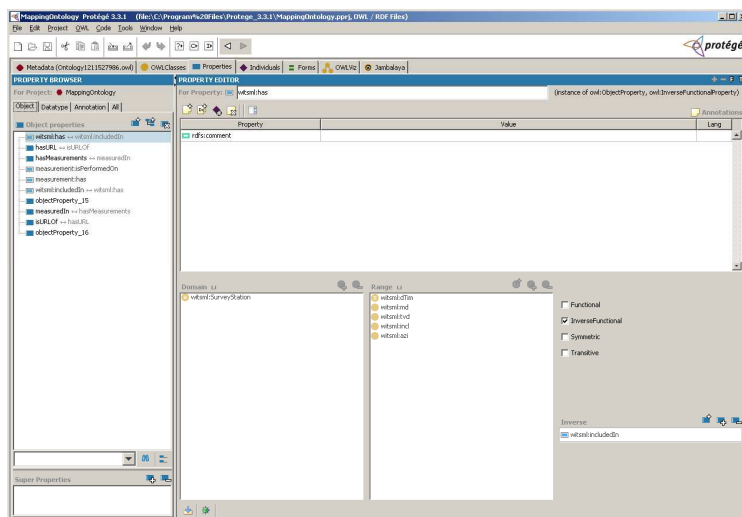 MappingOntology Protégé 3.3.1 (file:\C:\Program%20Files\Protege_3.3.1\MappingOntology.pprj, OWL / RDF Files)
File Edit Project OWL Code Tools Window Help
protégé
Metadata (Ontology1211527986.owl) OWLClasses Properties Individuals Forms OWLViz Jambalaya
PROPERTY BROWSER
For Project: MappingOntology
Object Datatype Annotation All
Object properties
witsml:has ↔ witsml:includedIn
hasURL ↔ isURLOf
hasMeasurements ↔ measuredIn
measurement:isPerformedOn
measurement:has
witsml:includedIn ↔ witsml:has
objectProperty_15
measuredIn ↔ hasMeasurements
isURLOf ↔ hasURL
objectProperty_16
Super Properties
PROPERTY EDITOR
For Property: witsml:has (instance of owl:ObjectProperty, owl:InverseFunctionalProperty)
Annotations
Property Value Lang
rdfs:comment
Domain ⊔
witsml:SurveyStation
Range ⊔
witsml:dTim
witsml:md
witsml:tvd
witsml:incl
witsml:azi
Functional
InverseFunctional
Symmetric
Transitive
Inverse
witsml:includedIn